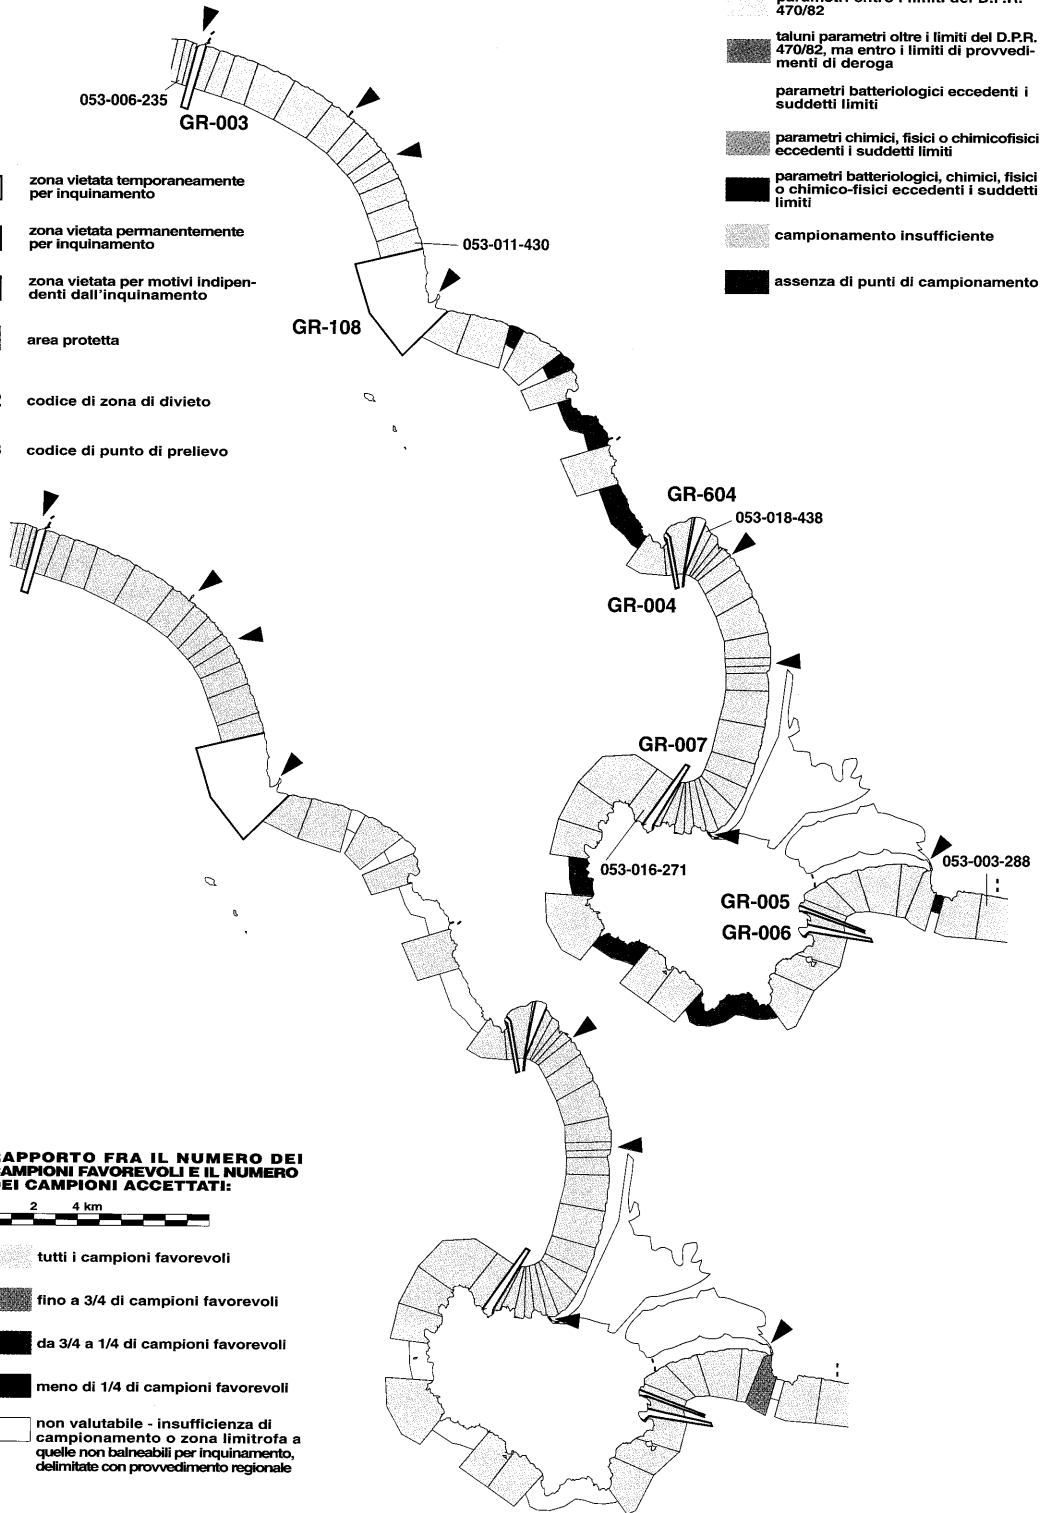 parametri entro i limiti del D.P.R.
470/82
taluni parametri oltre i limiti del D.P.R.
470/82, ma entro i limiti di provvedi-
menti di deroga
parametri batteriologici eccedenti i
suddetti limiti
parametri chimici, fisici o chimicofisici
eccedenti i suddetti limiti
parametri batteriologici, chimici, fisici
o chimico-fisici eccedenti i suddetti
limiti
campionamento insufficiente
assenza di punti di campionamento
053-006-235
GR-003
zona vietata temporaneamente
per inquinamento
zona vietata permanentemente
per inquinamento
zona vietata per motivi indipen-
denti dall'inquinamento
area protetta
codice di zona di divieto
codice di punto di prelievo
053-011-430
GR-108
GR-604
053-018-438
GR-004
GR-007
053-016-271
053-003-288
GR-005
GR-006
APPORTO FRA IL NUMERO DEI
AMPIONI FAVOREVOLI E IL NUMERO
EI CAMPIONI ACCETTATI:
2 4 km
tutti i campioni favorevoli
fino a 3/4 di campioni favorevoli
da 3/4 a 1/4 di campioni favorevoli
meno di 1/4 di campioni favorevoli
non valutabile - insufficienza di
campionamento o zona limitrofa a
quelle non balneabili per inquinamento,
delimitate con provvedimento regionale